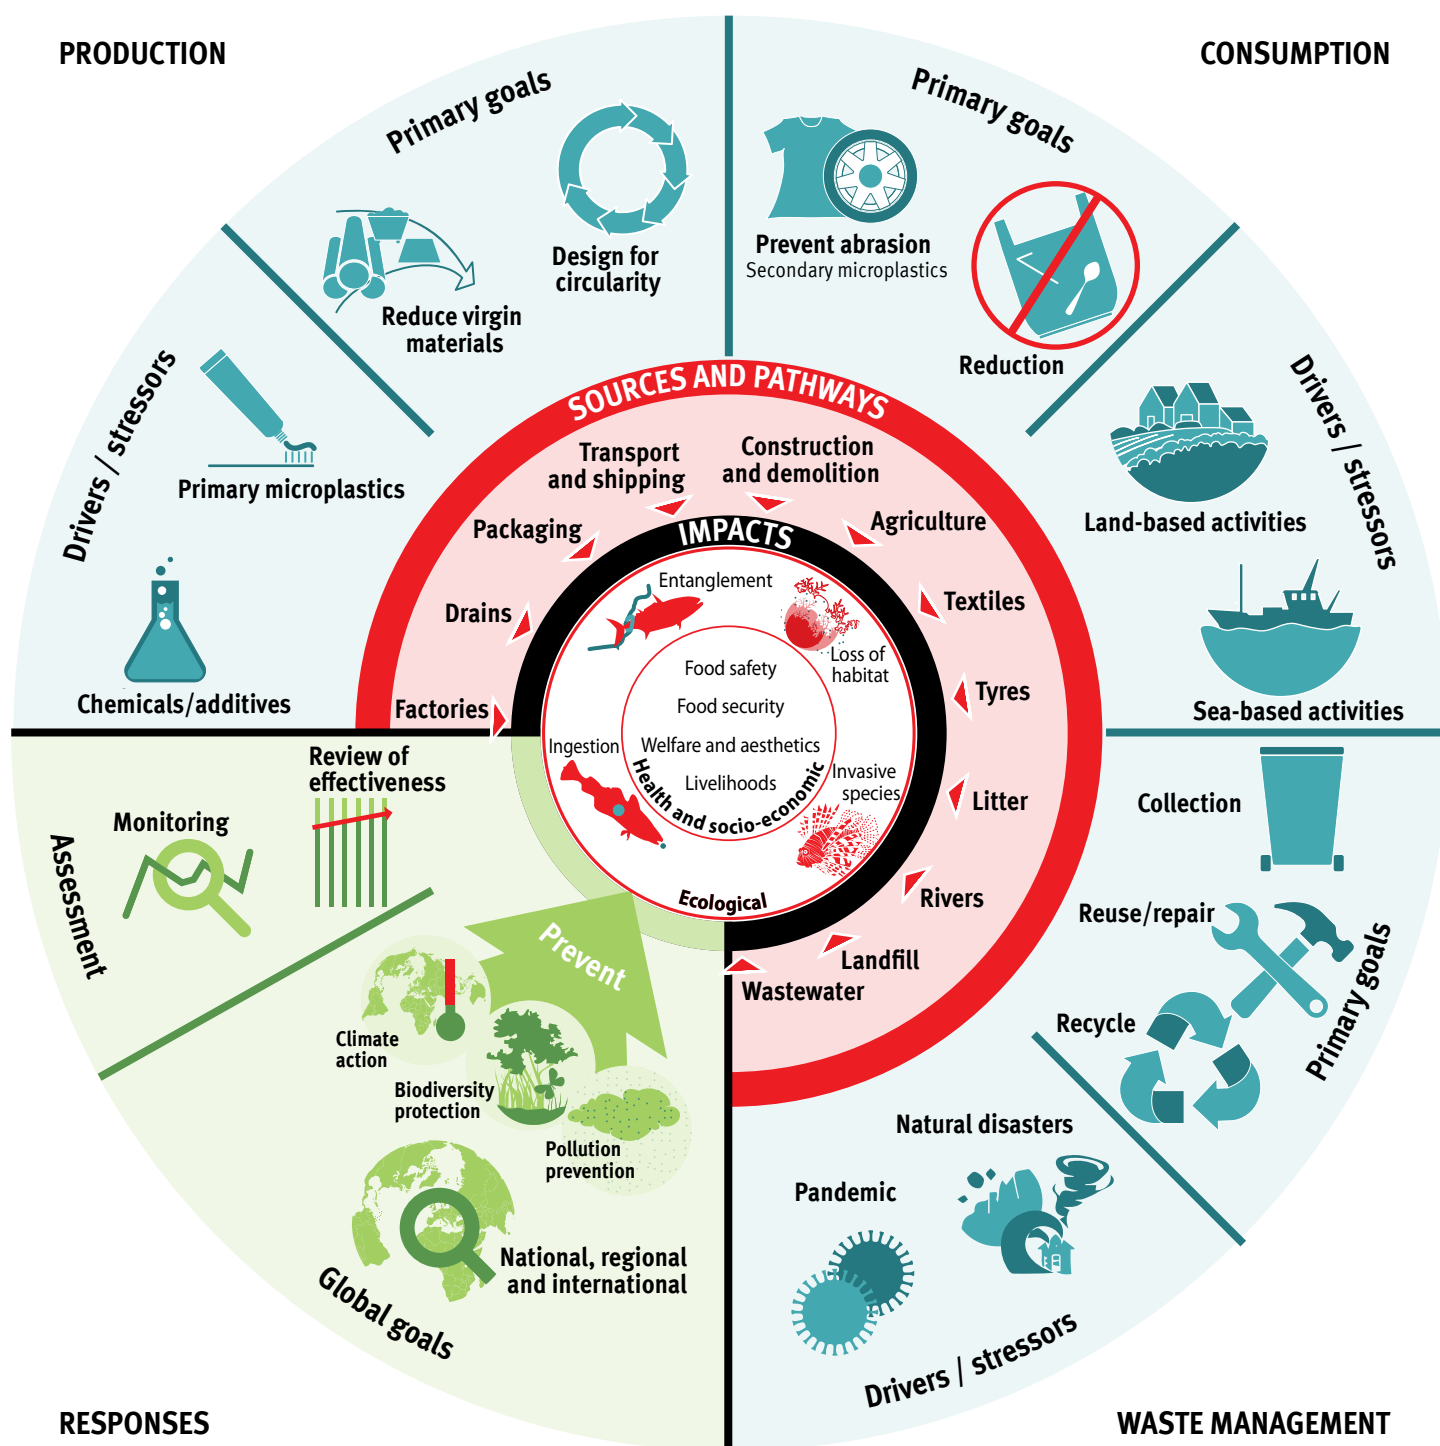 PRODUCTION
CONSUMPTION
Primary goals
Design for
circularity
Reduce virgin
materials
Drivers / stressors
Primary microplastics
Chemicals/additives
Primary goals
Prevent abrasion
Secondary microplastics
Reduction
Drivers / stressors
Land-based activities
Sea-based activities
SOURCES AND PATHWAYS
Transport
and shipping
Construction
and demolition
Packaging
Agriculture
Drains
Textiles
Factories
Tyres
Litter
Rivers
Landfill
Wastewater
IMPACTS
Entanglement
Loss of
habitat
Food safety
Food security
Ingestion
Welfare and aesthetics
Livelihoods
Health and socio-economic
Invasive
species
Ecological
Review of
effectiveness
Monitoring
Assessment
Prevent
Climate
action
Biodiversity
protection
Pollution
prevention
National, regional
and international
Global goals
Collection
Reuse/repair
Recycle
Primary goals
Natural disasters
Pandemic
Drivers / stressors
RESPONSES
WASTE MANAGEMENT